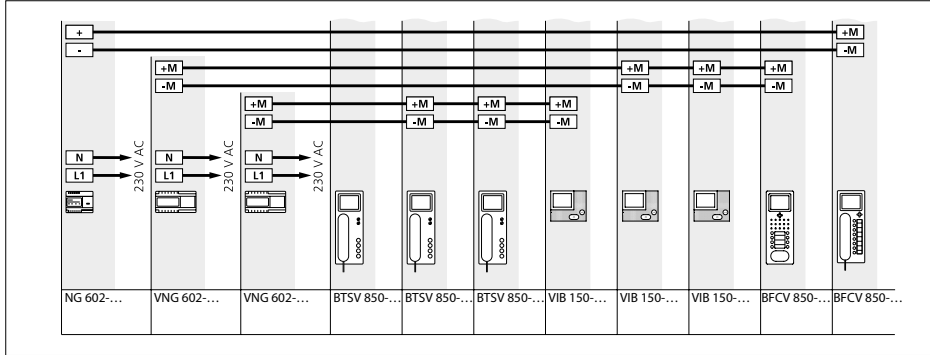 + +M
- -M
+M +M +M +M
-M -M -M -M
+M +M +M +M
-M -M -M -M
N 230 V AC N 230 V AC N 230 V AC
L1 L1 L1
NG 602-… VNG 602-… VNG 602-… BTSV 850-… BTSV 850-… BTSV 850-… VIB 150-… VIB 150-… VIB 150-… BFCV 850-… BFCV 850-…